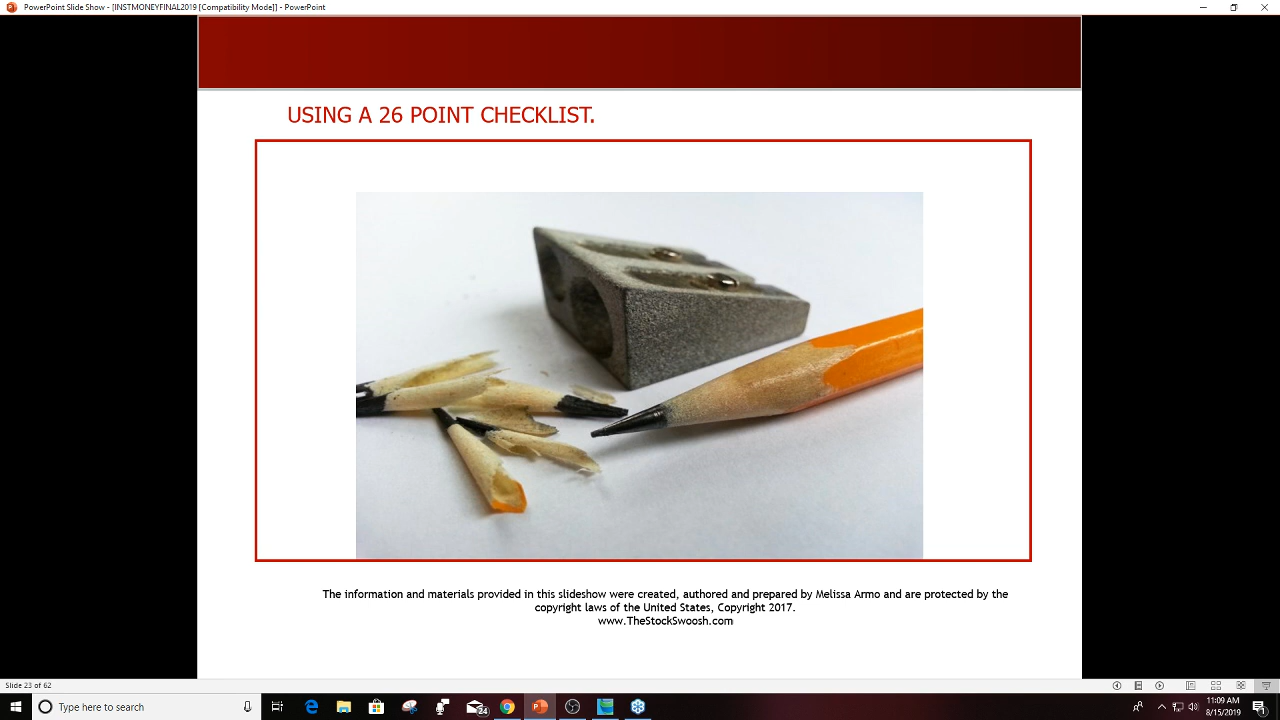 PowerPoint Slide Show - [INSTMONEYFINAL2019 [Compatibility Mode]] - PowerPoint
USING A 26 POINT CHECKLIST.
The information and materials provided in this slideshow were created, authored and prepared by Melissa Armo and are protected by the
copyright laws of the United States, Copyright 2017.
www.TheStockSwoosh.com
Slide 23 of 62
Type here to search
24
11:09 AM
8/15/2019
1